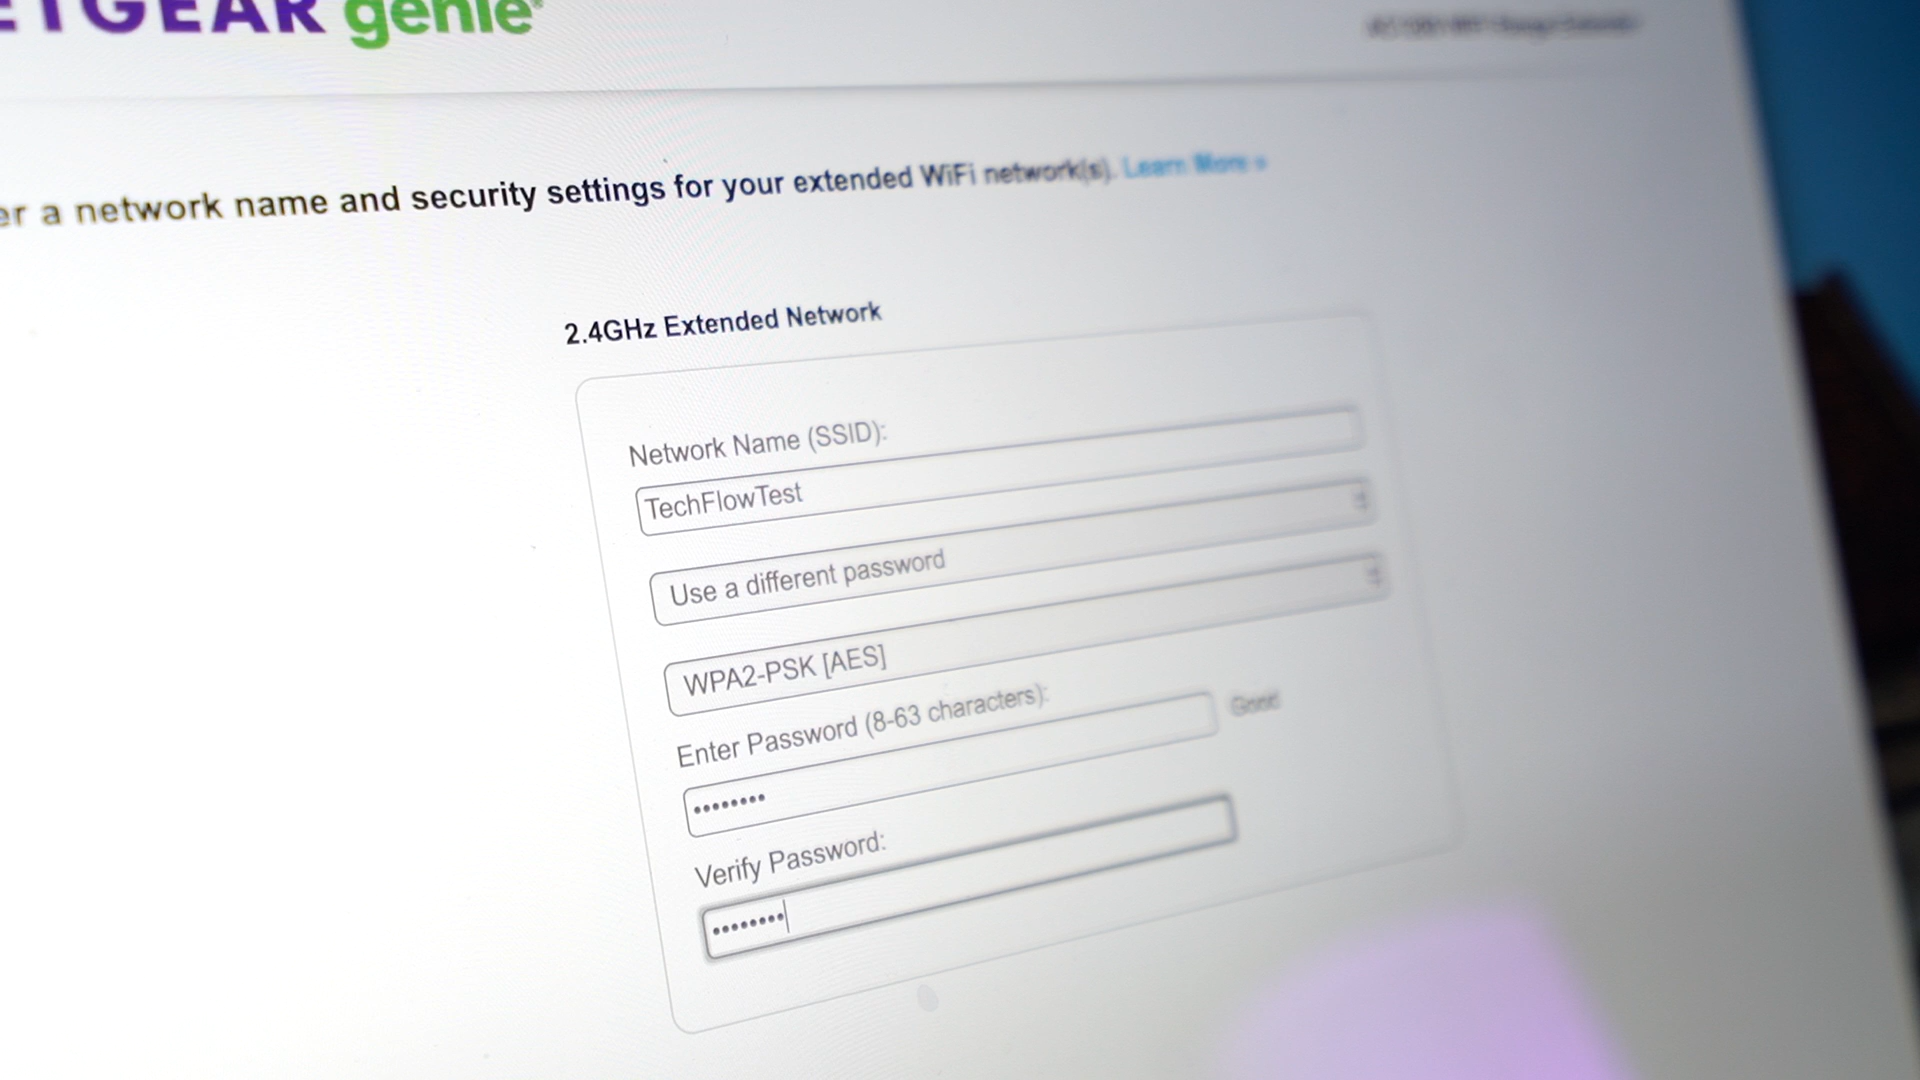 ETGEAR genie®
er a network name and security settings for your extended WiFi network(s). Learn More »
2.4GHz Extended Network
Network Name (SSID):
TechFlowTest
Use a different password
WPA2-PSK [AES]
Enter Password (8-63 characters):
Good
••••••••
Verify Password:
••••••••